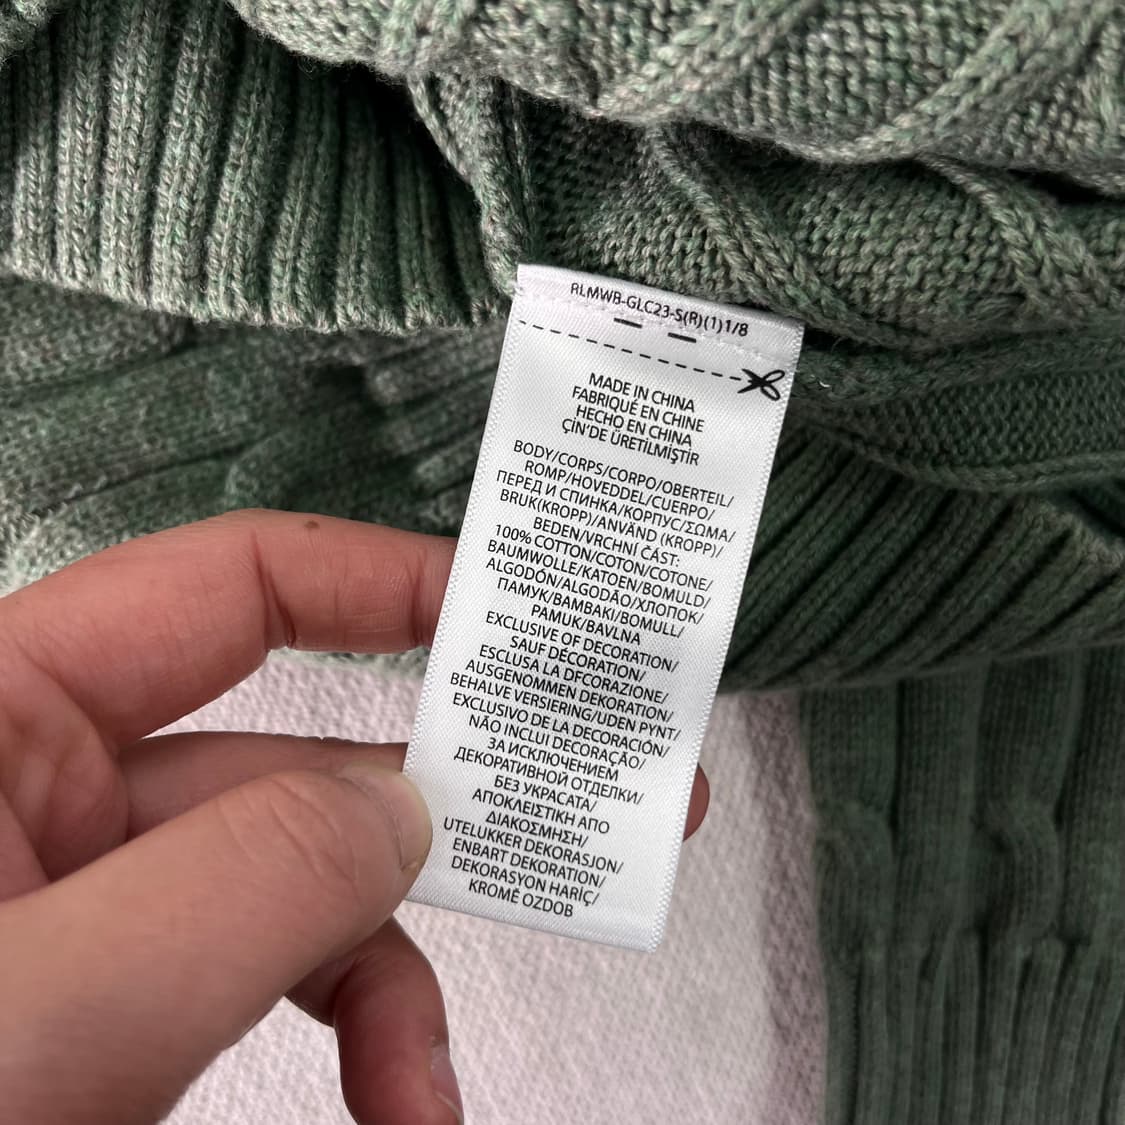 RLMWB-GLC23-S(R)(1)1/8
MADE IN CHINA
FABRIQUÉ EN CHINE
HECHO EN CHINA
ÇİN'DE ÜRETİLMİŞTİR
BODY/CORPS/CORPO/OBERTEIL/
ROMP/HOVEDDEL/CUERPO/
ПЕРЕД И СПИНКА/КОРПУС/ΣΩΜΑ/
BRUK(KROPP)/ANVÄND (KROPP)/
BEDEN/VRCHNÍ ČÁST:
100% COTTON/COTON/COTONE/
BAUMWOLLE/KATOEN/BOMULD/
ALGODÓN/ALGODÃO/ХЛОПОК/
ПАМУК/ΒΑΜΒΑΚΙ/BOMULL/
PAMUK/BAVLNA
EXCLUSIVE OF DECORATION/
SAUF DÉCORATION/
ESCLUSA LA DFCORAZIONE/
AUSGENOMMEN DEKORATION/
BEHALVE VERSIERING/UDEN PYNT/
EXCLUSIVO DE LA DECORACIÓN/
NÃO INCLUI DECORAÇÃO/
ЗА ИСКЛЮЧЕНИЕМ
ДЕКОРАТИВНОЙ ОТДЕЛКИ/
БЕЗ УКРАСАТА/
ΑΠΟΚΛΕΙΣΤΙΚΗ ΑΠΟ
ΔΙΑΚΟΣΜΗΣΗ/
UTELUKKER DEKORASJON/
ENBART DEKORATION/
DEKORASYON HARİÇ/
KROMĚ OZDOB